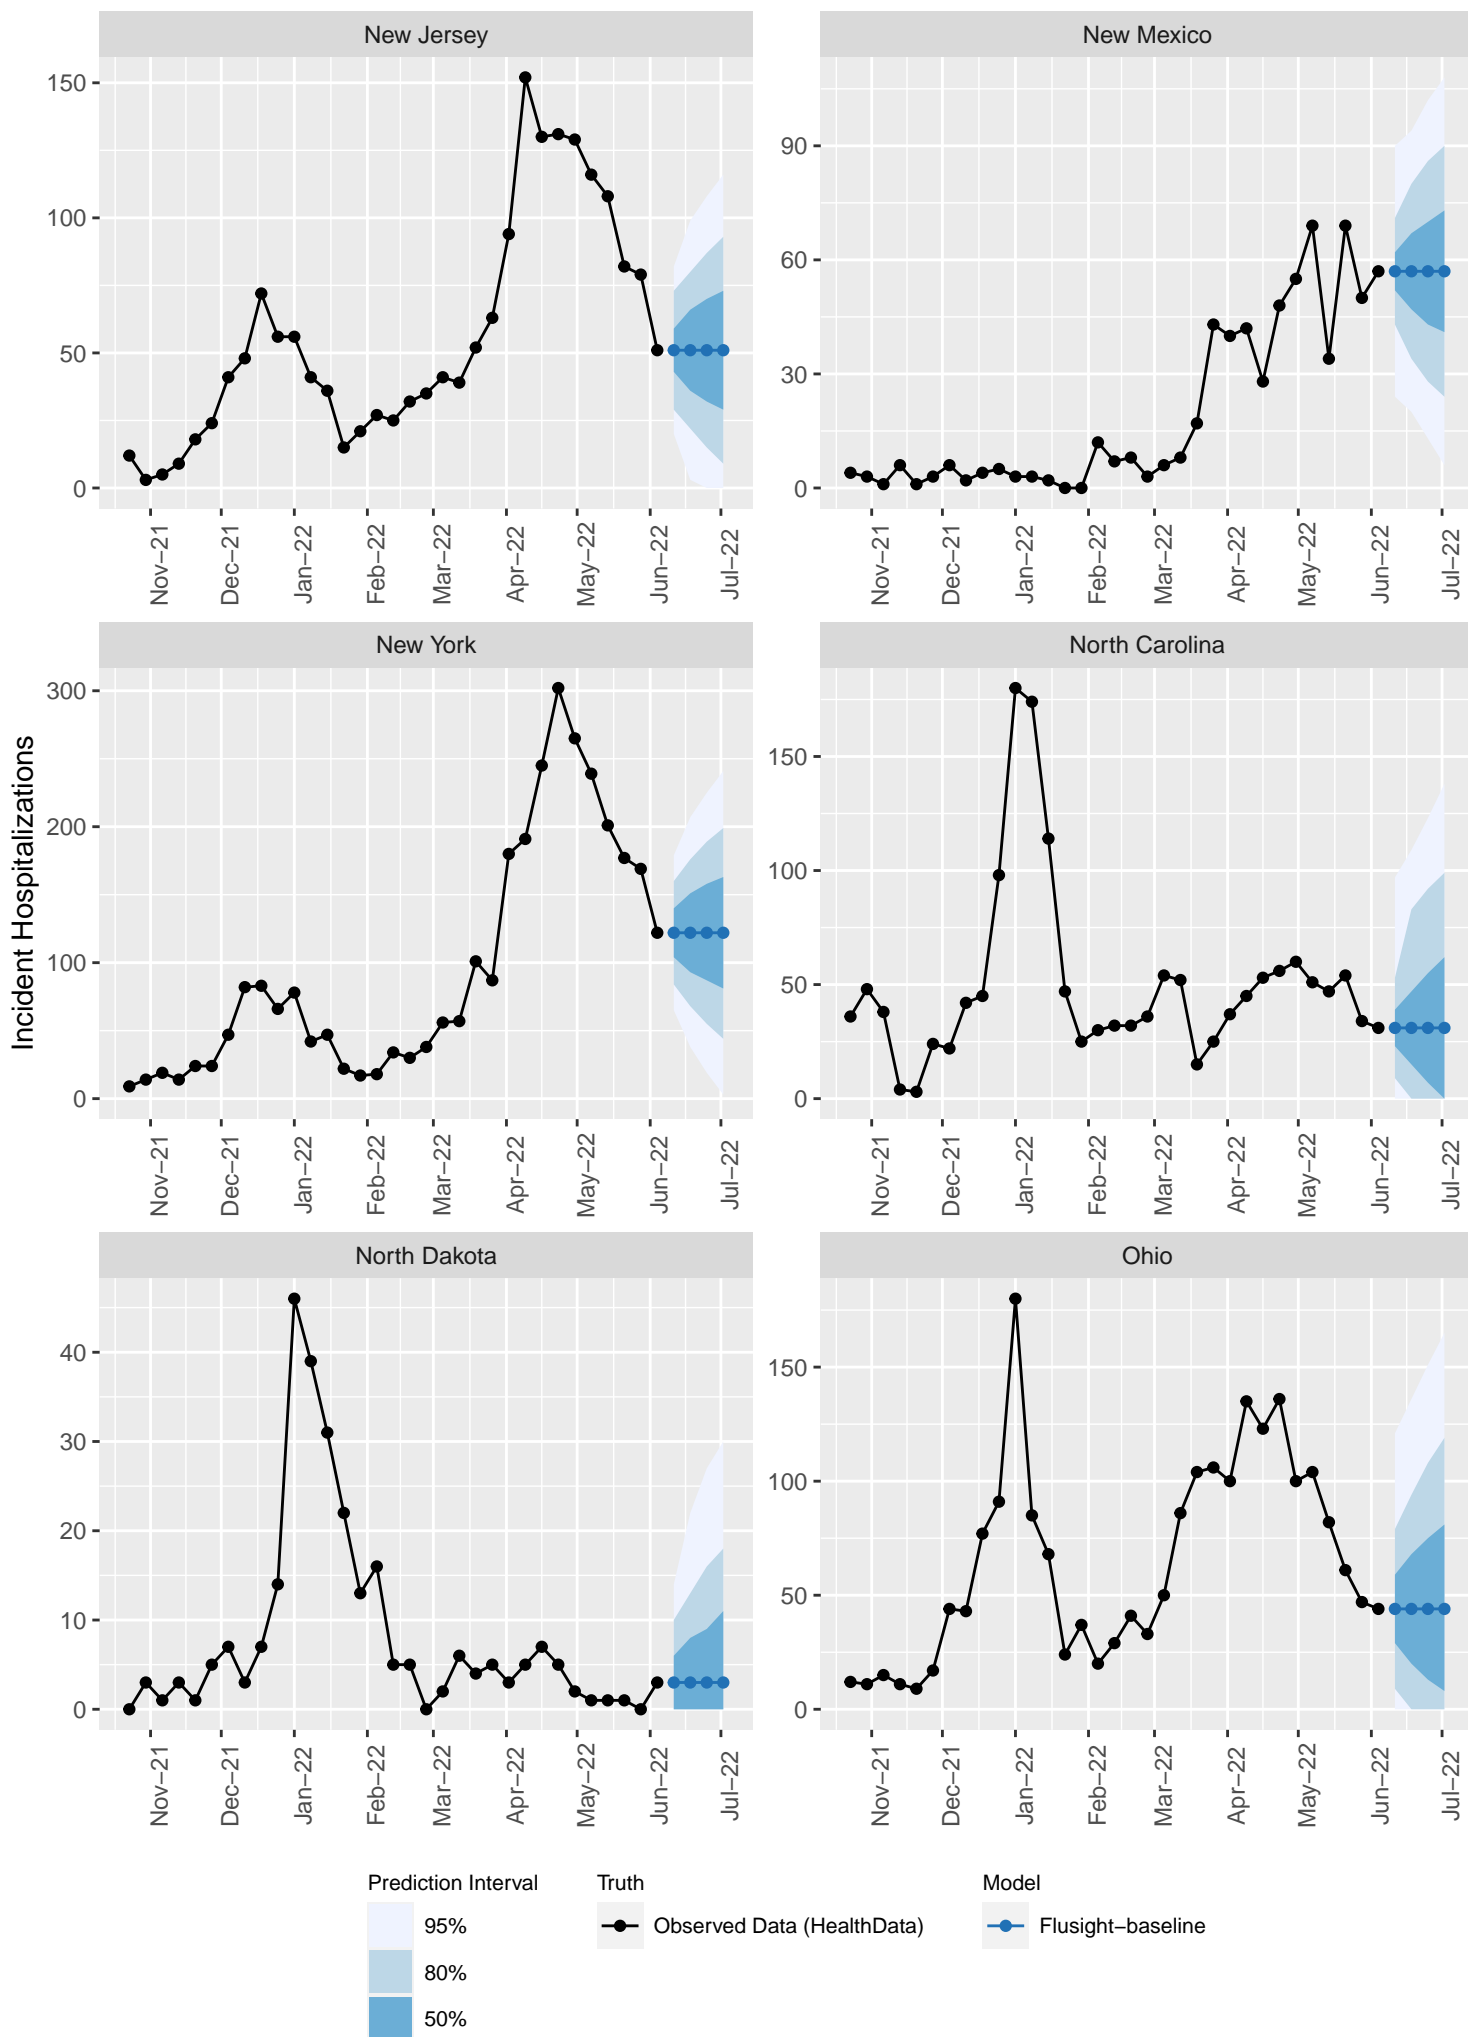 New Jersey
New Mexico
150
100
50
0
90
60
30
0
Nov−21
Dec−21
Jan−22
Feb−22
Mar−22
Apr−22
May−22
Jun−22
Jul−22
Nov−21
Dec−21
Jan−22
Feb−22
Mar−22
Apr−22
May−22
Jun−22
Jul−22
New York
North Carolina
Incident Hospitalizations
300
200
100
0
150
100
50
0
Nov−21
Dec−21
Jan−22
Feb−22
Mar−22
Apr−22
May−22
Jun−22
Jul−22
Nov−21
Dec−21
Jan−22
Feb−22
Mar−22
Apr−22
May−22
Jun−22
Jul−22
North Dakota
Ohio
40
30
20
10
0
150
100
50
0
Nov−21
Dec−21
Jan−22
Feb−22
Mar−22
Apr−22
May−22
Jun−22
Jul−22
Nov−21
Dec−21
Jan−22
Feb−22
Mar−22
Apr−22
May−22
Jun−22
Jul−22
Prediction Interval
95%
80%
50%
Truth
Observed Data (HealthData)
Model
Flusight−baseline